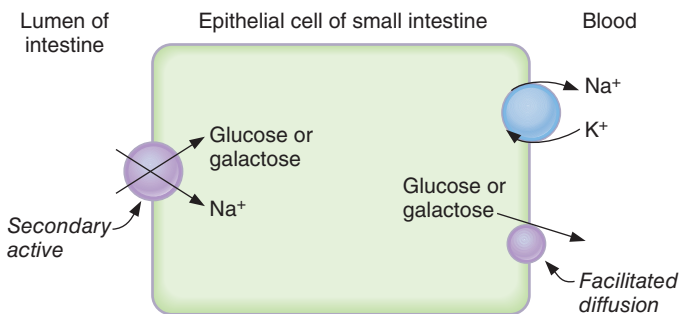 Lumen of
intestine
Epithelial cell of small intestine
Blood
Na⁺
K⁺
Glucose or
galactose
Na⁺
Secondary
active
Glucose or
galactose
Facilitated
diffusion